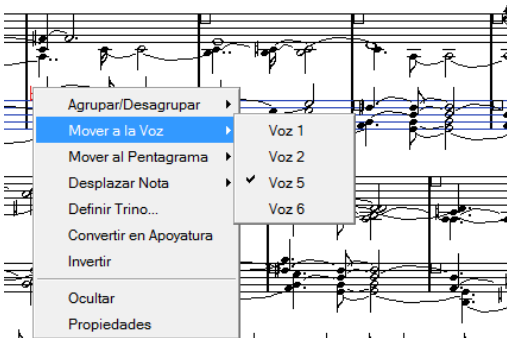 Agrupar/Desagrupar
Mover a la Voz
Mover al Pentagrama
Desplazar Nota
Definir Trino...
Convertir en Apoyatura
Invertir
Ocultar
Propiedades
Voz 1
Voz 2
Voz 5
Voz 6